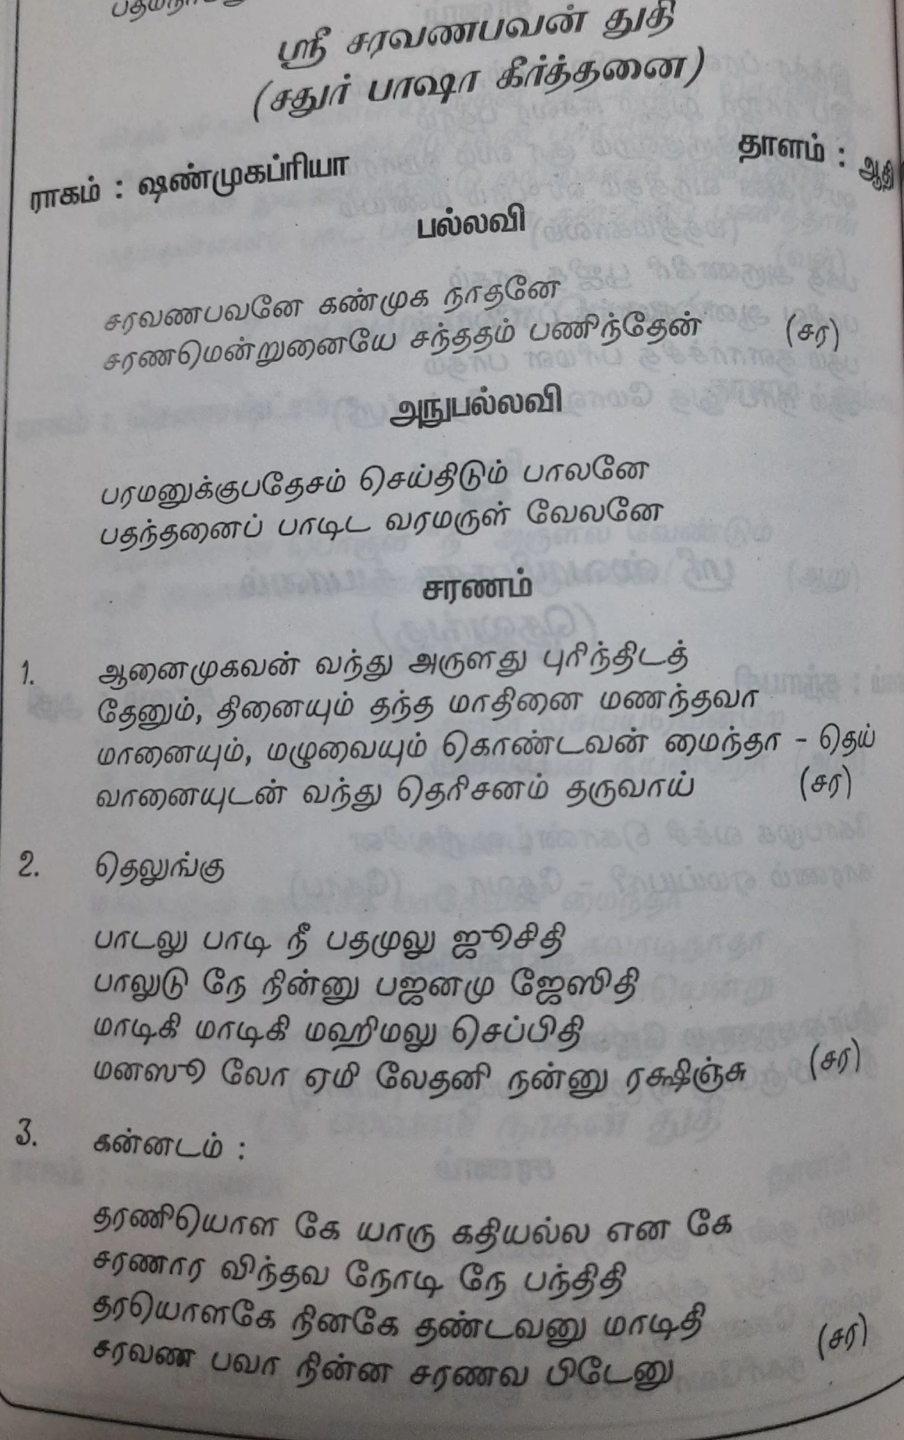 ஸ்ரீ சரவணபவன் துதி
(சதுர் பாஷா கீர்த்தனை)
ராகம் : ஷண்முகப்ரியா தாளம் : ஆதி
பல்லவி
சரவணபவனே சுண்முக நாதனே
சரணமென்றுனையே சந்ததம் பணிந்தேன் (சர)
அநுபல்லவி
பரமனுக்குபதேசம் செய்திடும் பாலனே
பதந்தனைப் பாடிட வரமருள் வேலனே
சரணம்
1. ஆனைமுகவன் வந்து அருளது புரிந்திடத்
தேனும், தினையும் தந்த மாதினை மணந்தவா
மானையும், மழுவையும் கொண்டவன் மைந்தா - தெய்
வானையுடன் வந்து தெரிசனம் தருவாய் (சர)
2. தெலுங்கு
பாடலு பாடி நீ பதமுலு ஜூசிதி
பாலுடு நே நின்னு பஜனமு ஜேஸிதி
மாடிகி மாடிகி மஹிமலு செப்பிதி
மனஸூ லோ ஏமி லேதனி நன்னு ரக்ஷிஞ்சு (சர)
3. கன்னடம் :
தரணியொள கே யாரு கதியல்ல என கே
சரணார விந்தவ நோடி நே பந்திதி
தரயொளகே நினகே தண்டவனு மாடிதி
சரவண பவா நின்ன சரணவ பிடேனு (சர)